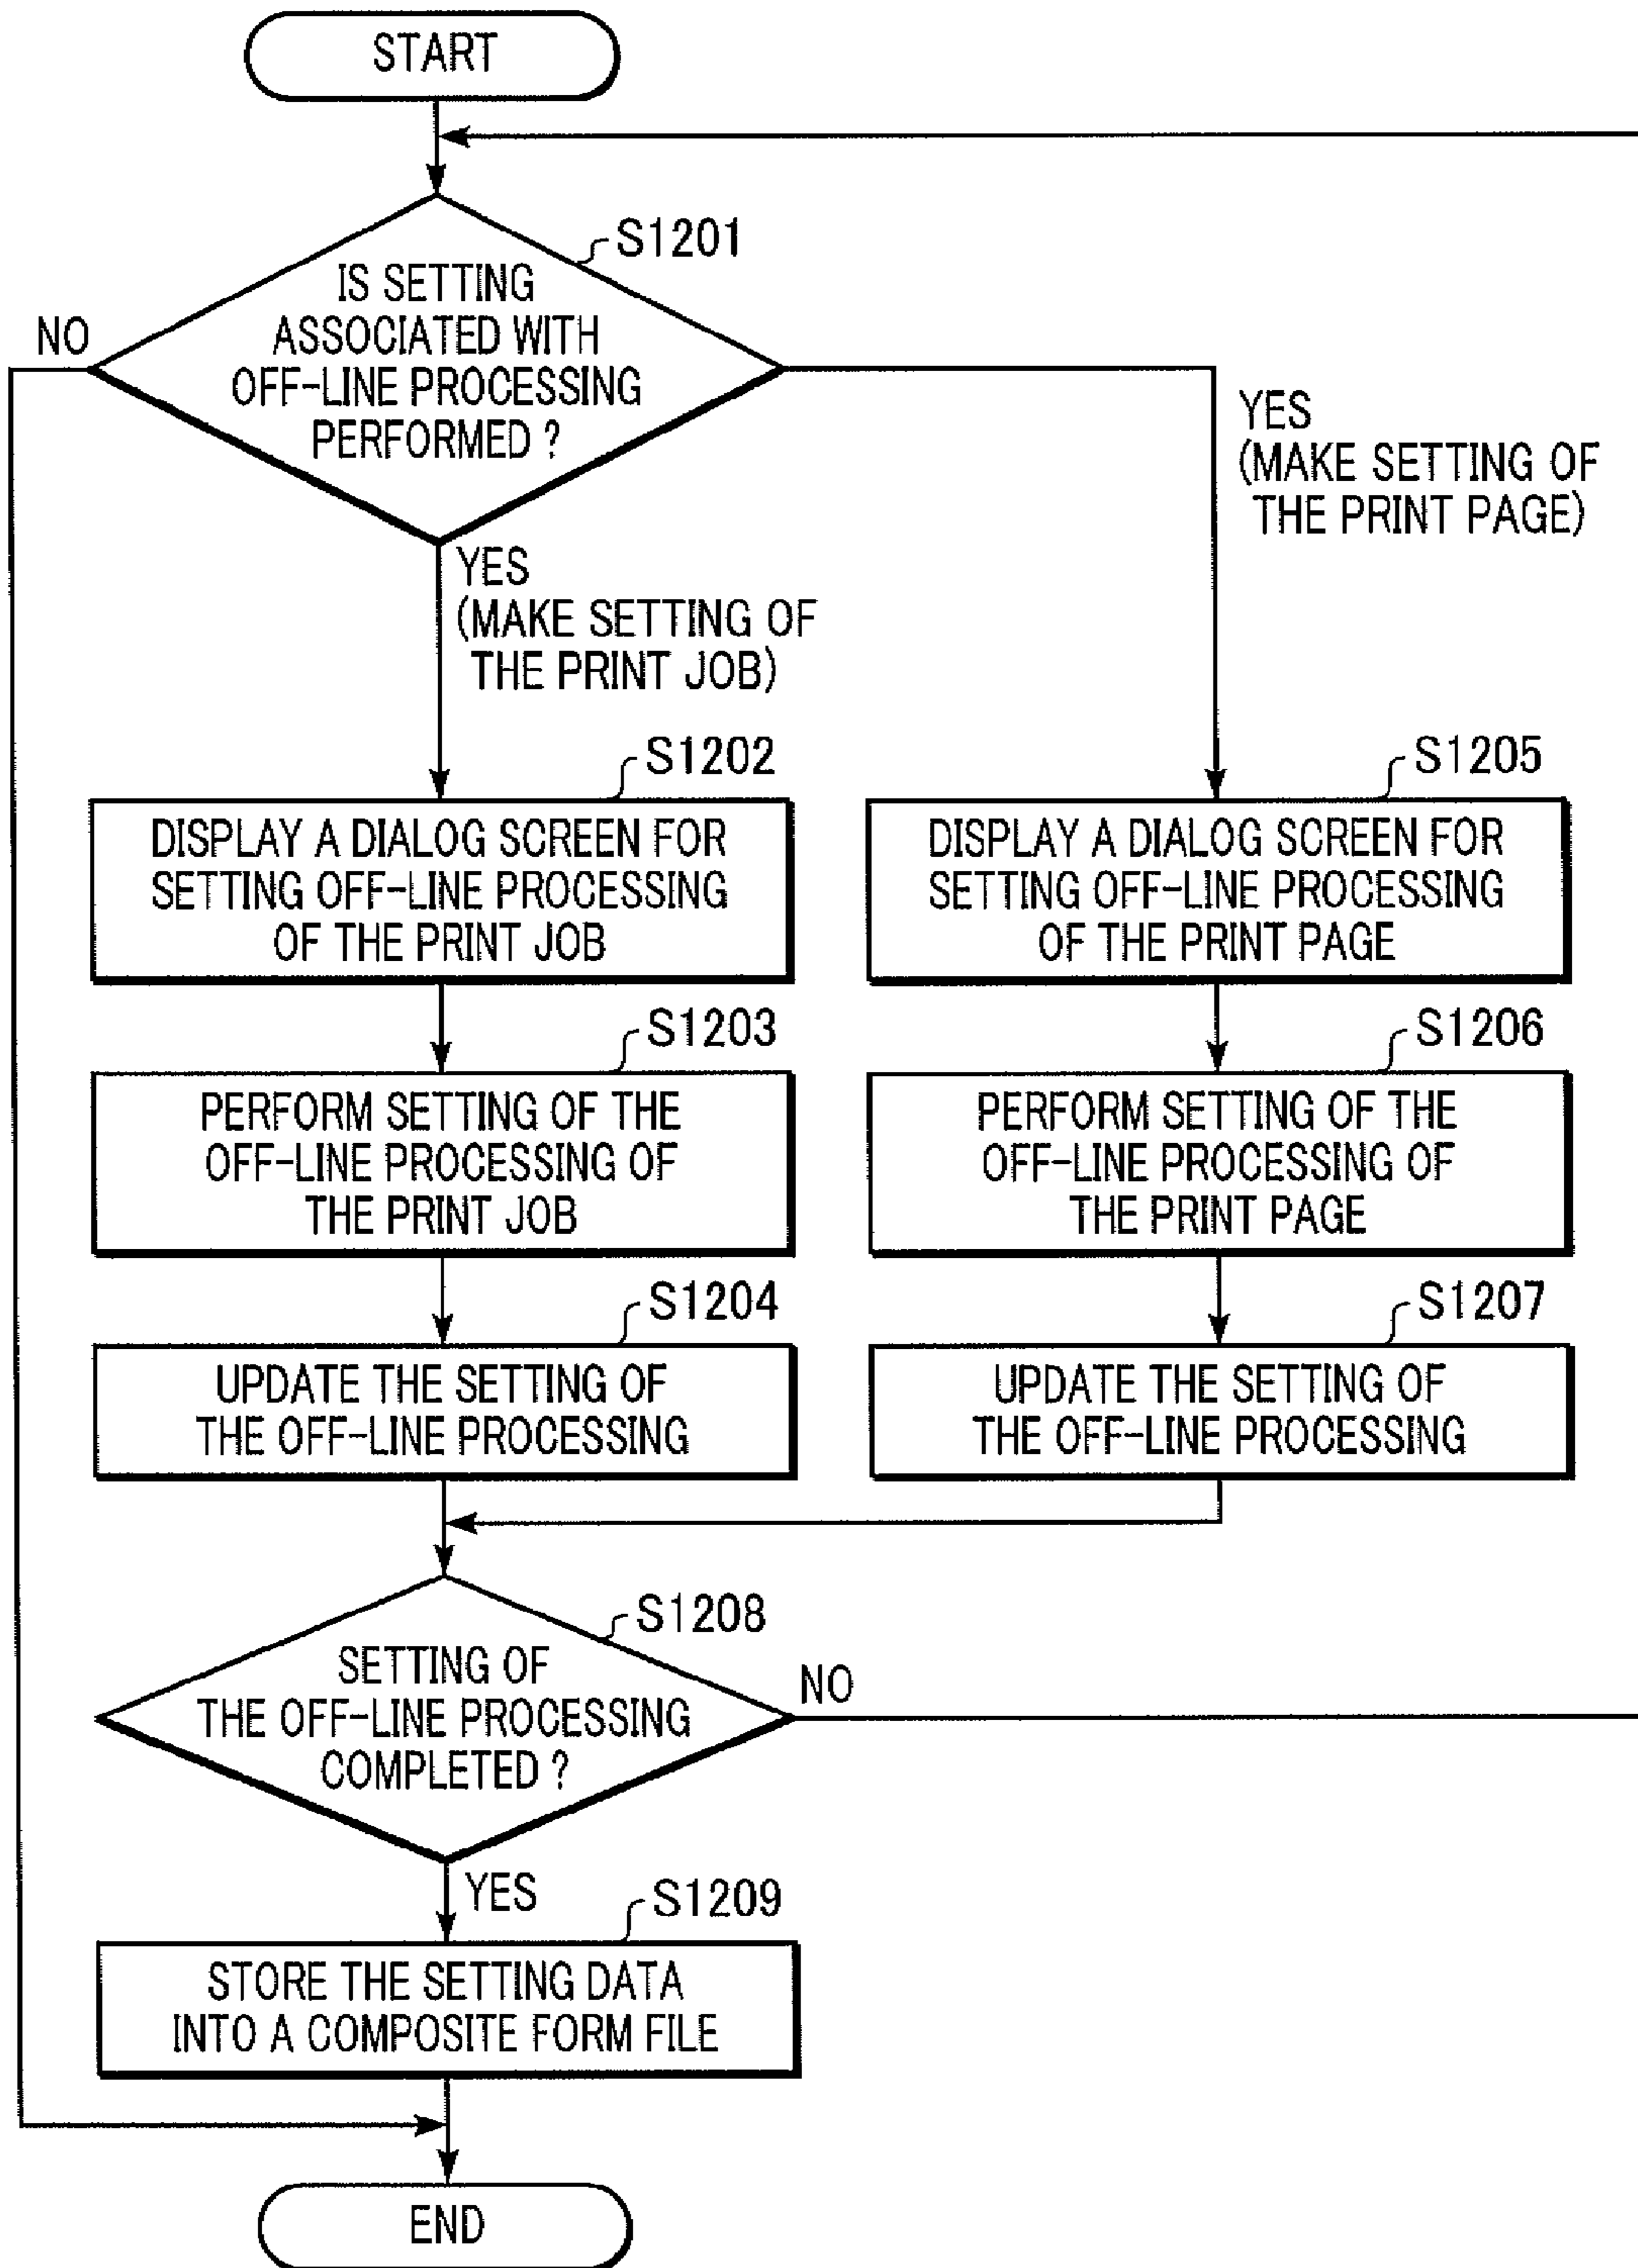 START
S1201
IS SETTING
ASSOCIATED WITH
OFF-LINE PROCESSING
PERFORMED ?
NO
YES
(MAKE SETTING OF
THE PRINT PAGE)
YES
(MAKE SETTING OF
THE PRINT JOB)
S1202
DISPLAY A DIALOG SCREEN FOR
SETTING OFF-LINE PROCESSING
OF THE PRINT JOB
S1205
DISPLAY A DIALOG SCREEN FOR
SETTING OFF-LINE PROCESSING
OF THE PRINT PAGE
S1203
PERFORM SETTING OF THE
OFF-LINE PROCESSING OF
THE PRINT JOB
S1206
PERFORM SETTING OF THE
OFF-LINE PROCESSING OF
THE PRINT PAGE
S1204
UPDATE THE SETTING OF
THE OFF-LINE PROCESSING
S1207
UPDATE THE SETTING OF
THE OFF-LINE PROCESSING
S1208
SETTING OF
THE OFF-LINE PROCESSING
COMPLETED ?
NO
YES
S1209
STORE THE SETTING DATA
INTO A COMPOSITE FORM FILE
END